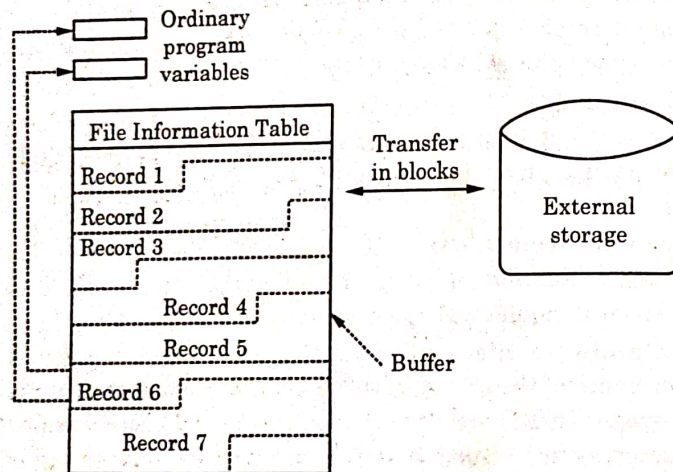 Ordinary
program
variables
File Information Table
Record 1
Record 2
Record 3
Record 4
Record 5
Record 6
Record 7
Transfer
in blocks
External
storage
Buffer